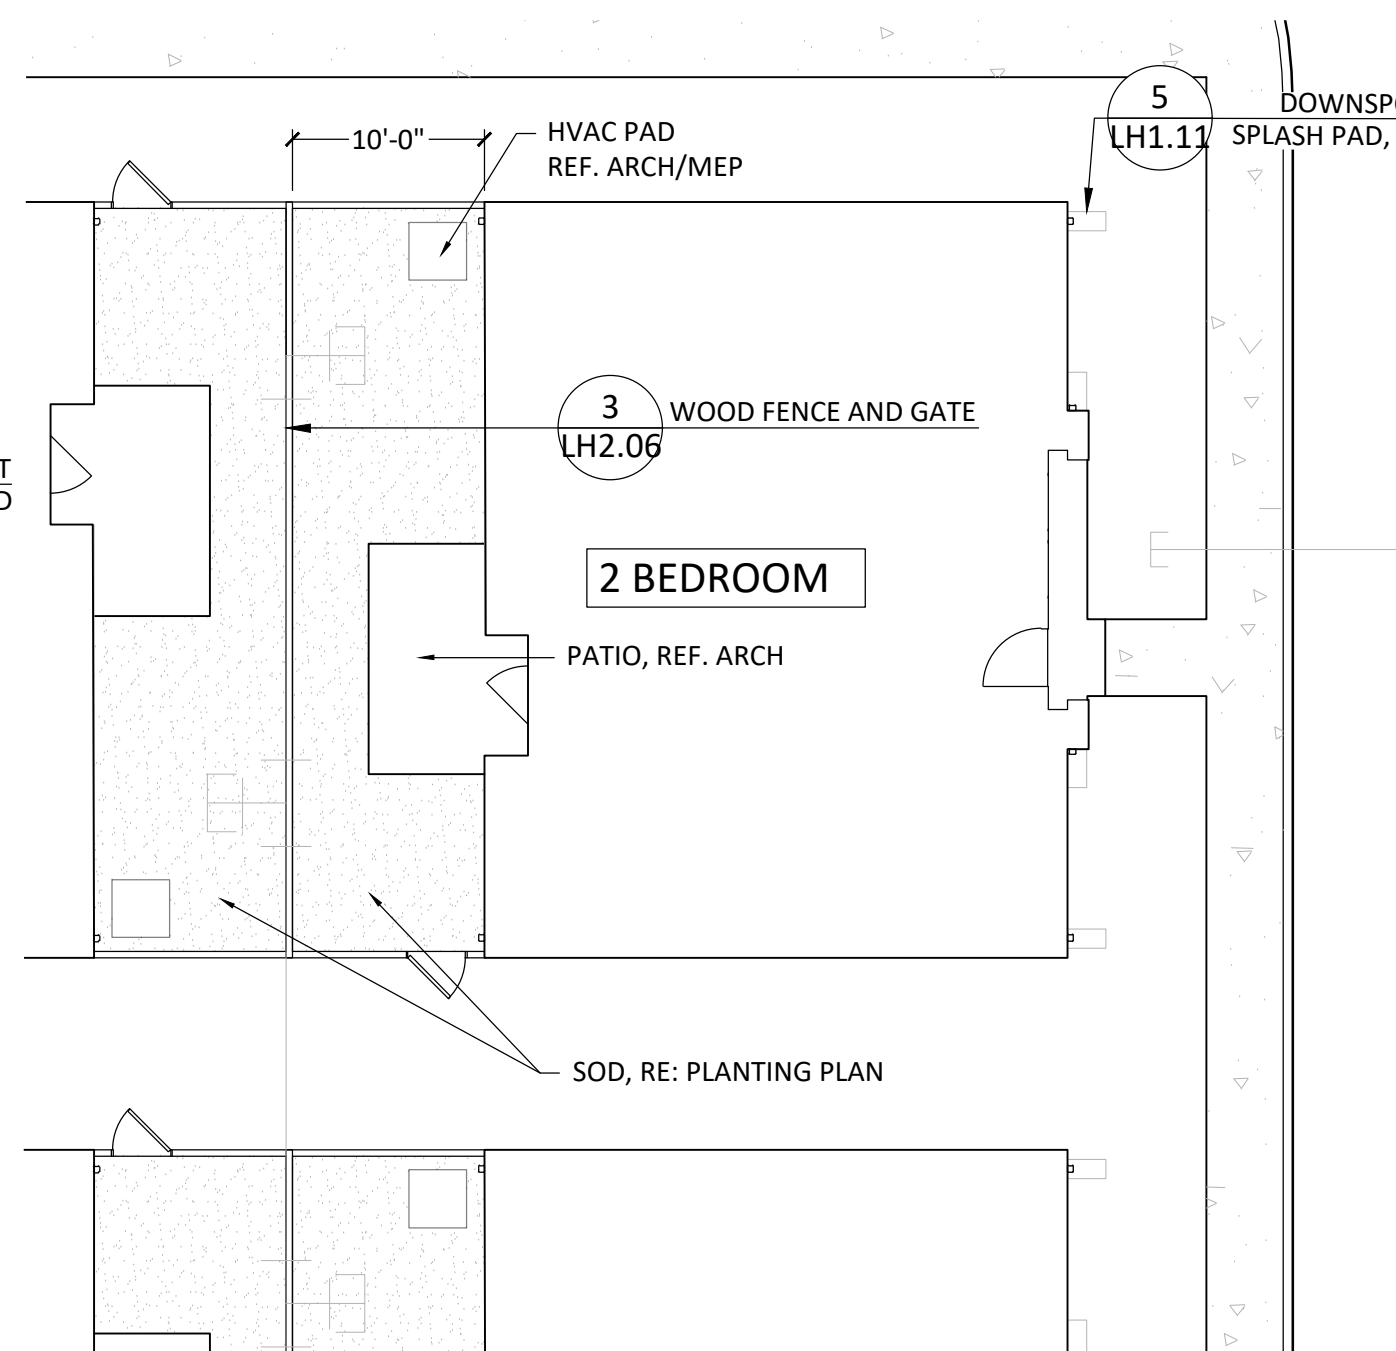 5
LH1.11
SPLASH PAD,
10'-0"
HVAC PAD
REF. ARCH/MEP
3
LH2.06
WOOD FENCE AND GATE
2 BEDROOM
PATIO, REF. ARCH
SOD, RE: PLANTING PLAN